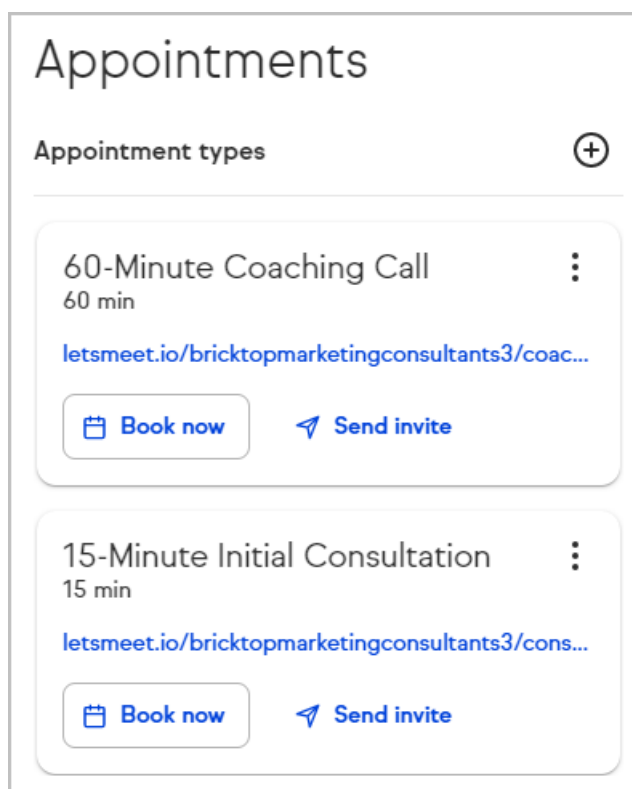 Appointments
Appointment types
60-Minute Coaching Call
60 min
letsmeet.io/bricktopmarketingconsultants3/coac...
Book now Send invite
15-Minute Initial Consultation
15 min
letsmeet.io/bricktopmarketingconsultants3/cons...
Book now Send invite